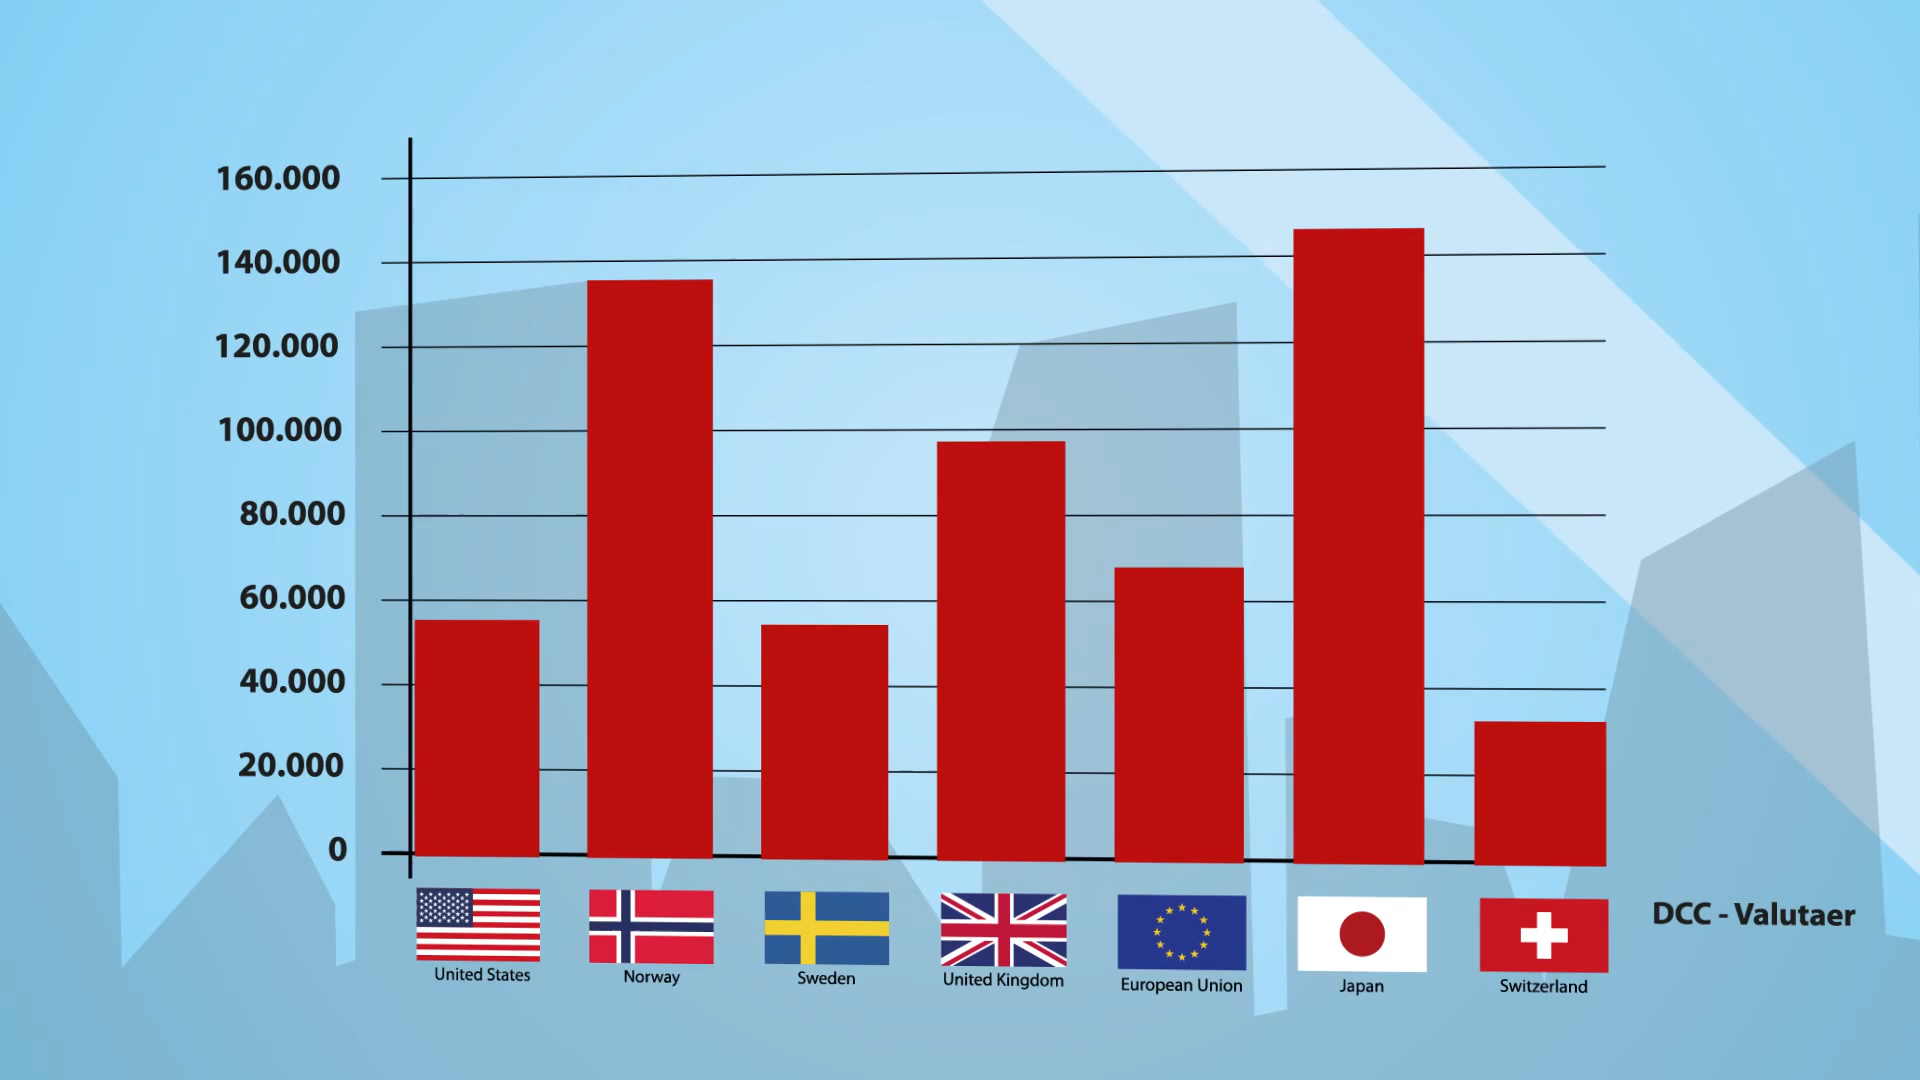 160.000
140.000
120.000
100.000
80.000
60.000
40.000
20.000
0
United States
Norway
Sweden
United Kingdom
European Union
Japan
Switzerland
DCC - Valutaer